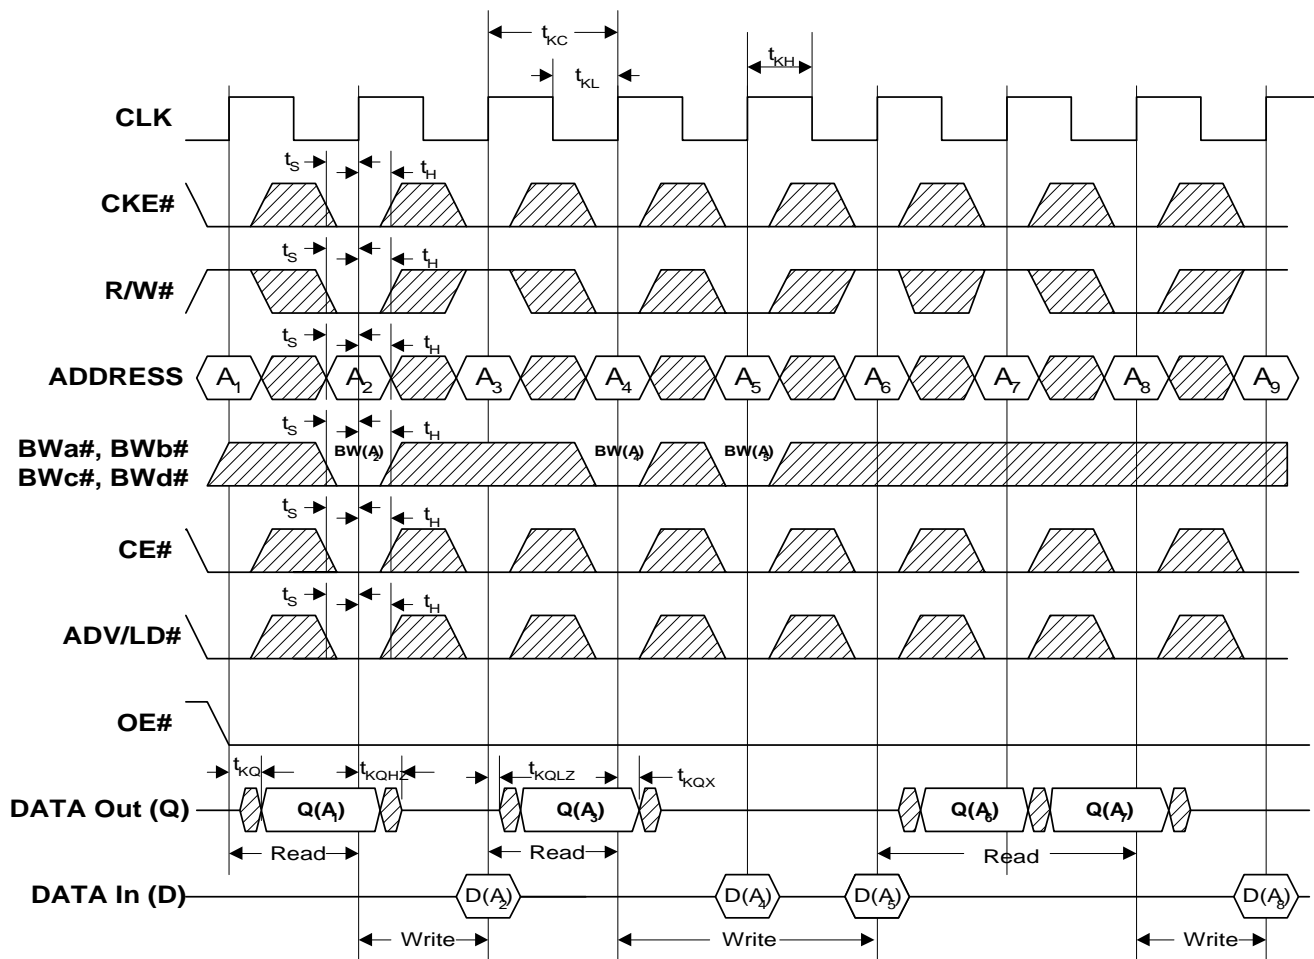 tKC
tKL
tKH
CLK
tS
tH
CKE#
tS
tH
R/W#
tS
tH
ADDRESS
A1
A2
A3
A4
A5
A6
A7
A8
A9
BWa#, BWb#
BWc#, BWd#
tS
tH
BW(A2)
BW(A4)
BW(A5)
tS
tH
CE#
tS
tH
ADV/LD#
OE#
tKQ
tKQHZ
tKQLZ
tKQX
DATA Out (Q)
Q(A1)
Q(A3)
Q(A6)
Q(A7)
Read
Read
Read
DATA In (D)
D(A2)
D(A4)
D(A5)
D(A8)
Write
Write
Write